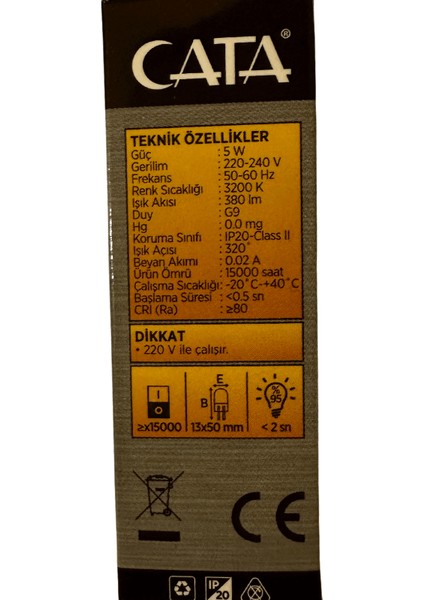 CATA®
TEKNİK ÖZELLİKLER
Güç : 5 W
Gerilim : 220-240 V
Frekans : 50-60 Hz
Renk Sıcaklığı : 3200 K
Işık Akısı : 380 lm
Duy : G9
Hg : 0.0 mg
Koruma Sınıfı : IP20-Class II
Işık Açısı : 320°
Beyan Akımı : 0.02 A
Ürün Ömrü : 15000 saat
Çalışma Sıcaklığı: -20°C-+40°C
Başlama Süresi : <0.5 sn
CRI (Ra) : ≥80
DİKKAT
• 220 V ile çalışır.
I O
E
B
% 95
≥x15000 13x50 mm < 2 sn
CE
IP 20